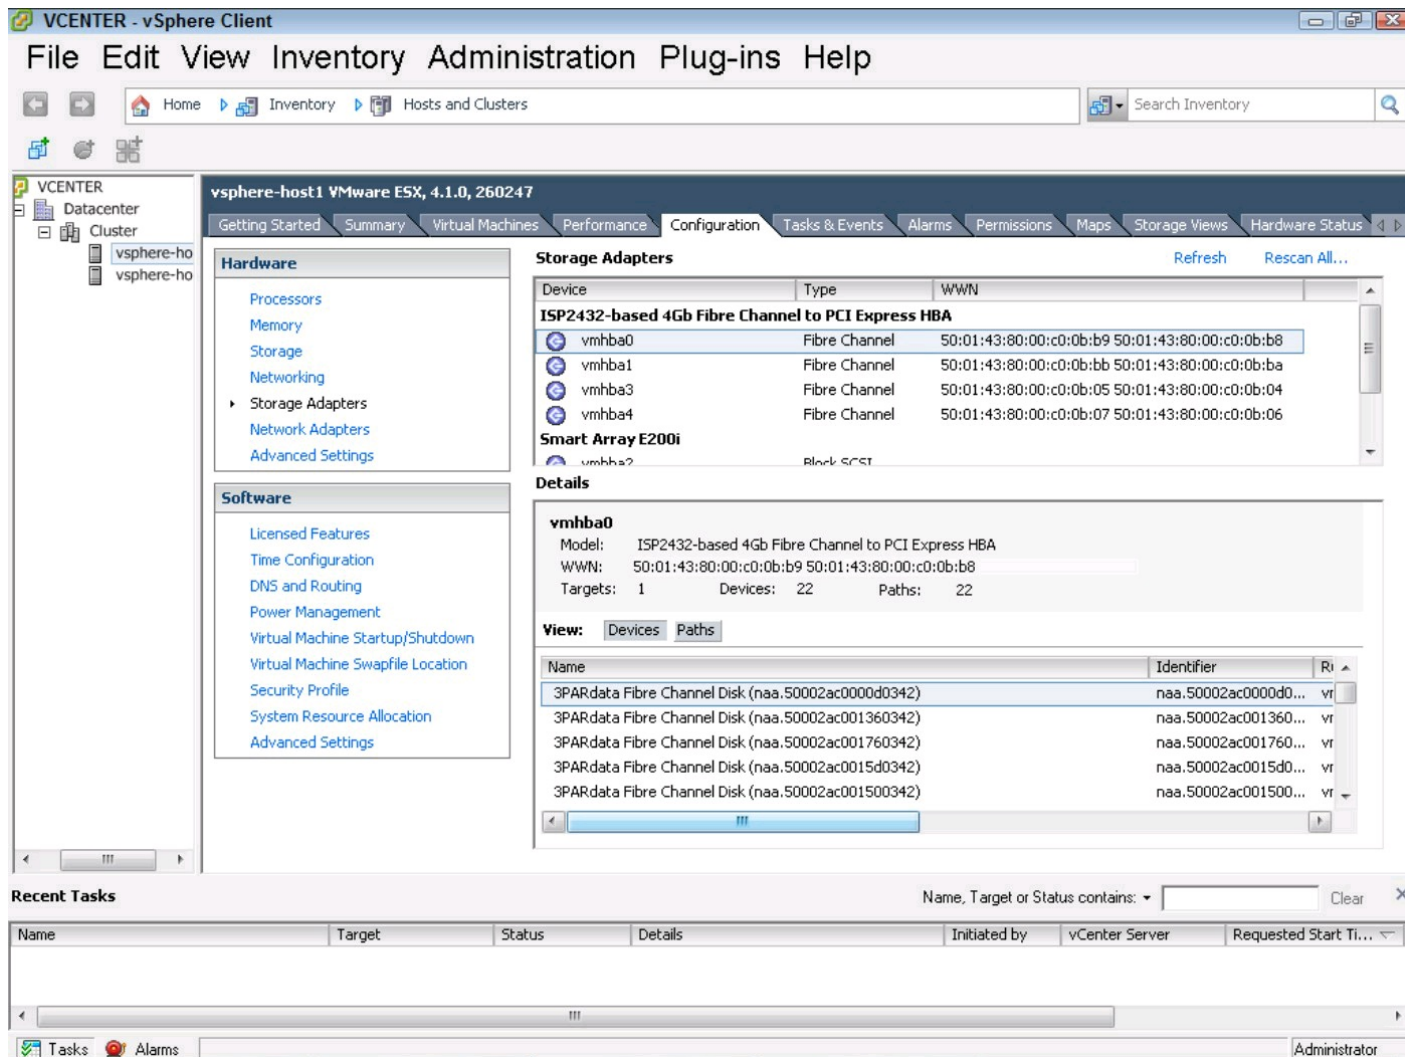 VCENTER - vSphere Client
File Edit View Inventory Administration Plug-ins Help
Home Inventory Hosts and Clusters
Search Inventory
VCENTER
Datacenter
Cluster
vsphere-ho
vsphere-ho
vsphere-host1 VMware ESX, 4.1.0, 260247
Getting Started Summary Virtual Machines Performance Configuration Tasks & Events Alarms Permissions Maps Storage Views Hardware Status
Hardware
Processors
Memory
Storage
Networking
Storage Adapters
Network Adapters
Advanced Settings
Software
Licensed Features
Time Configuration
DNS and Routing
Power Management
Virtual Machine Startup/Shutdown
Virtual Machine Swapfile Location
Security Profile
System Resource Allocation
Advanced Settings
Storage Adapters Refresh Rescan All...
Device Type WWN
ISP2432-based 4Gb Fibre Channel to PCI Express HBA
vmhba0 Fibre Channel 50:01:43:80:00:c0:0b:b9 50:01:43:80:00:c0:0b:b8
vmhba1 Fibre Channel 50:01:43:80:00:c0:0b:bb 50:01:43:80:00:c0:0b:ba
vmhba3 Fibre Channel 50:01:43:80:00:c0:0b:05 50:01:43:80:00:c0:0b:04
vmhba4 Fibre Channel 50:01:43:80:00:c0:0b:07 50:01:43:80:00:c0:0b:06
Smart Array E200i
vmhba2 Block SCSI
Details
vmhba0
Model: ISP2432-based 4Gb Fibre Channel to PCI Express HBA
WWN: 50:01:43:80:00:c0:0b:b9 50:01:43:80:00:c0:0b:b8
Targets: 1 Devices: 22 Paths: 22
View: Devices Paths
Name Identifier
3PARdata Fibre Channel Disk (naa.50002ac0000d0342) naa.50002ac0000d0... vr
3PARdata Fibre Channel Disk (naa.50002ac001360342) naa.50002ac001360... vr
3PARdata Fibre Channel Disk (naa.50002ac001760342) naa.50002ac001760... vr
3PARdata Fibre Channel Disk (naa.50002ac0015d0342) naa.50002ac0015d0... vr
3PARdata Fibre Channel Disk (naa.50002ac001500342) naa.50002ac001500... vr
Recent Tasks Name, Target or Status contains: Clear
Name Target Status Details Initiated by vCenter Server Requested Start Ti...
Tasks Alarms Administrator